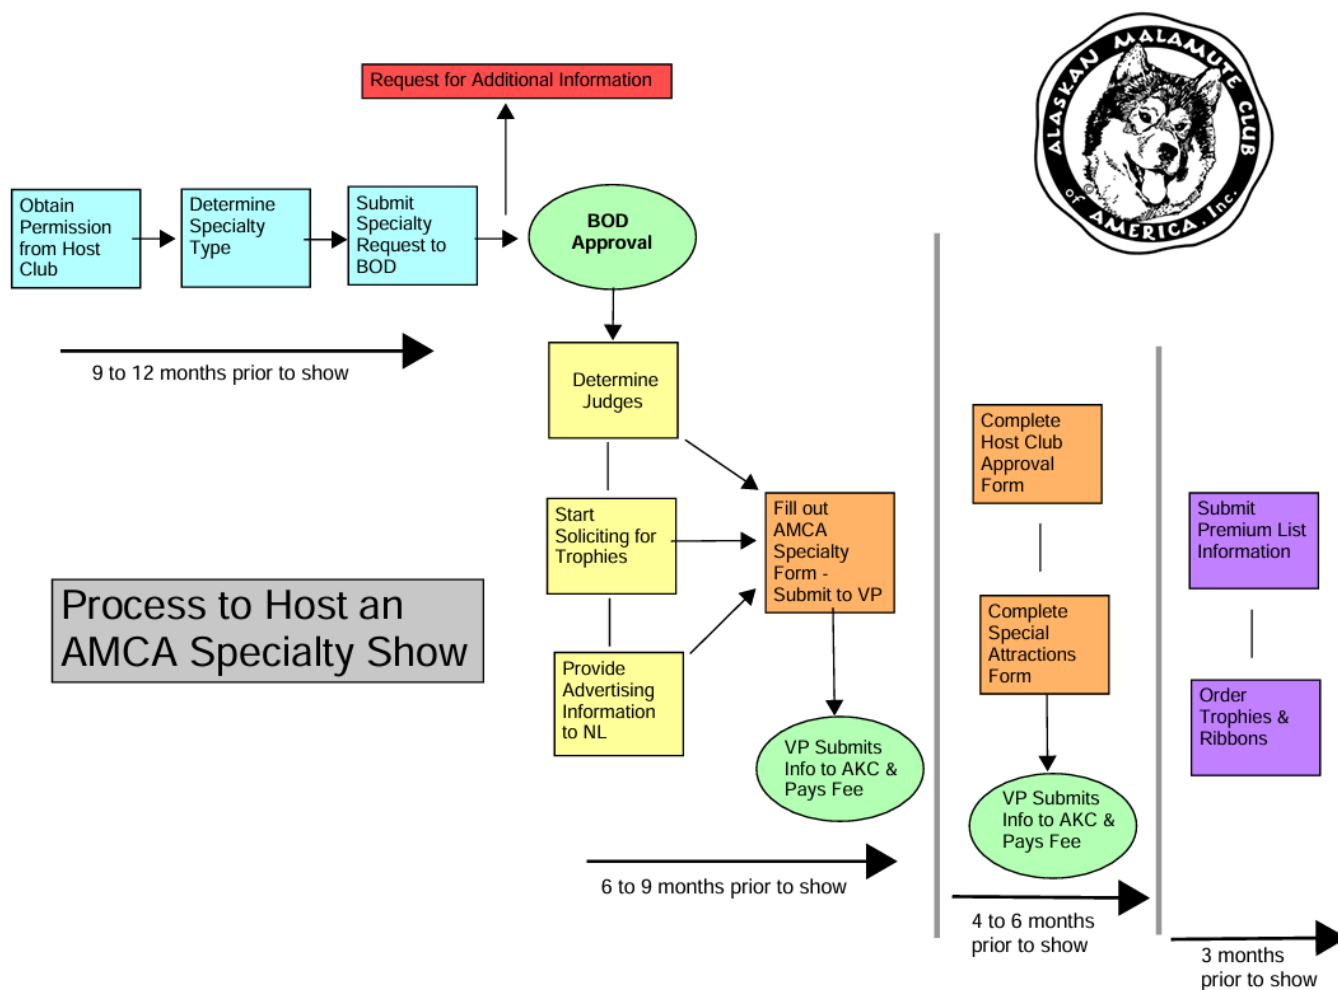 ALASKAN MALAMUTE CLUB
of AMERICA, Inc.
©
Request for Additional Information
Obtain
Permission
from Host
Club
Determine
Specialty
Type
Submit
Specialty
Request to
BOD
BOD
Approval
9 to 12 months prior to show
Determine
Judges
Start
Soliciting for
Trophies
Provide
Advertising
Information
to NL
Fill out
AMCA
Specialty
Form -
Submit to VP
VP Submits
Info to AKC &
Pays Fee
6 to 9 months prior to show
Process to Host an
AMCA Specialty Show
Complete
Host Club
Approval
Form
Complete
Special
Attractions
Form
VP Submits
Info to AKC &
Pays Fee
4 to 6 months
prior to show
Submit
Premium List
Information
Order
Trophies &
Ribbons
3 months
prior to show